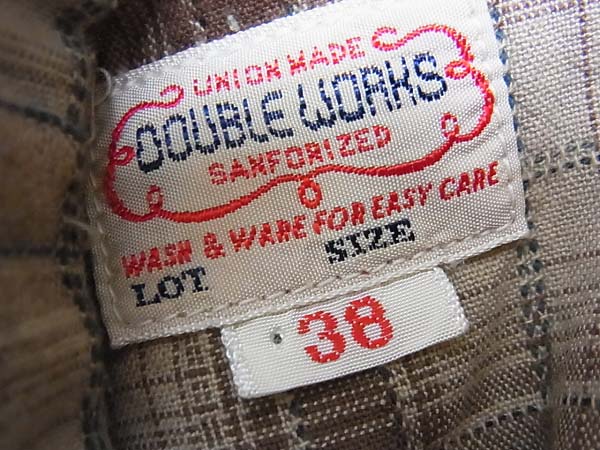 UNION MADE
DOUBLE WORKS
SANFORIZED
WASH & WARE FOR EASY CARE
LOT SIZE
38